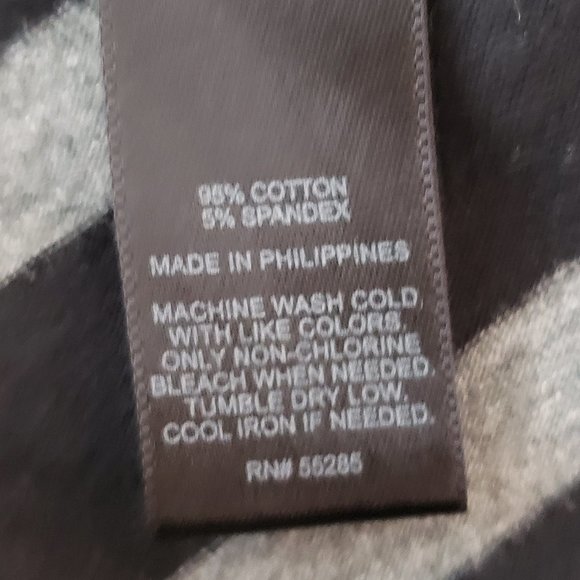 95% COTTON
5% SPANDEX
MADE IN PHILIPPINES
MACHINE WASH COLD,
WITH LIKE COLORS.
ONLY NON-CHLORINE
BLEACH WHEN NEEDED.
TUMBLE DRY LOW.
COOL IRON IF NEEDED.
RN# 55285